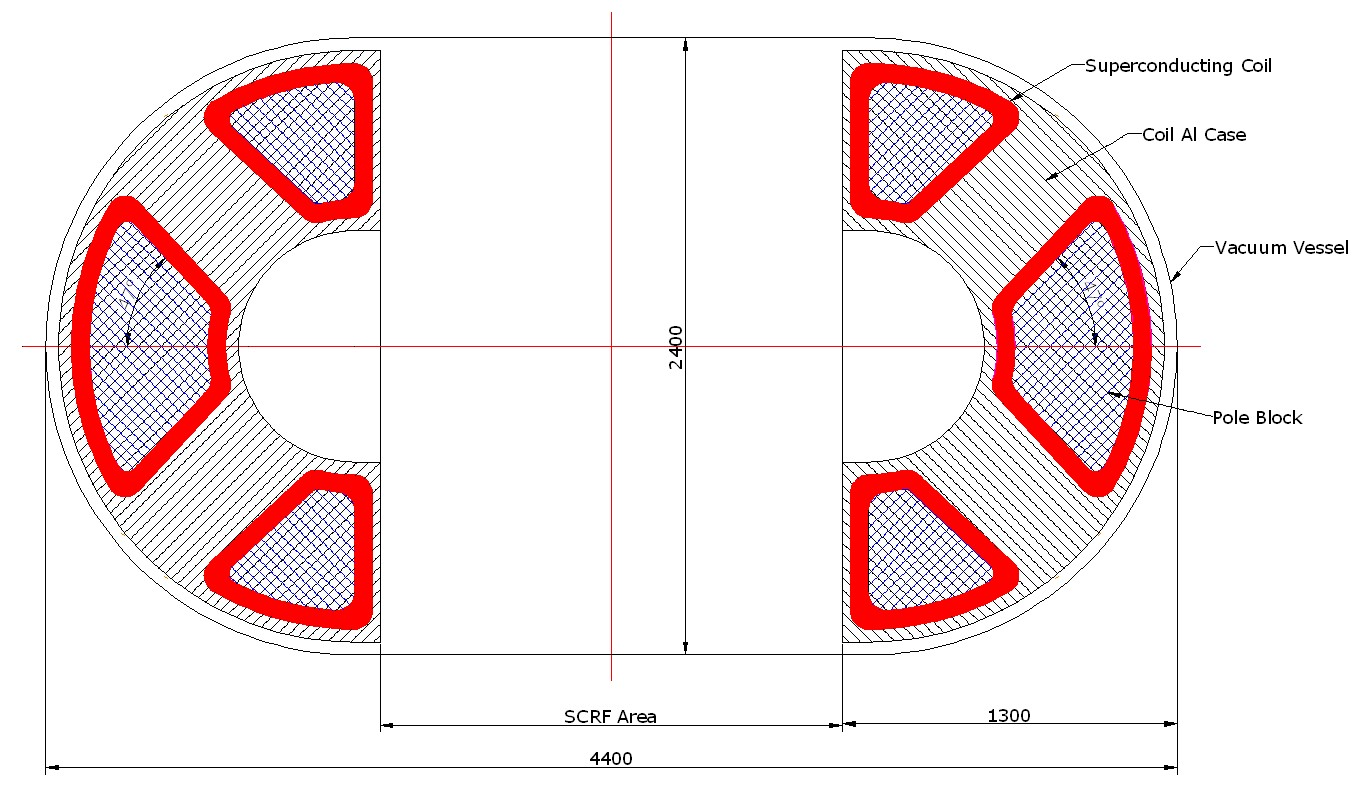 Superconducting Coil
Coil Al Case
Vacuum Vessel
2400
Pole Block
SCRF Area
1300
4400